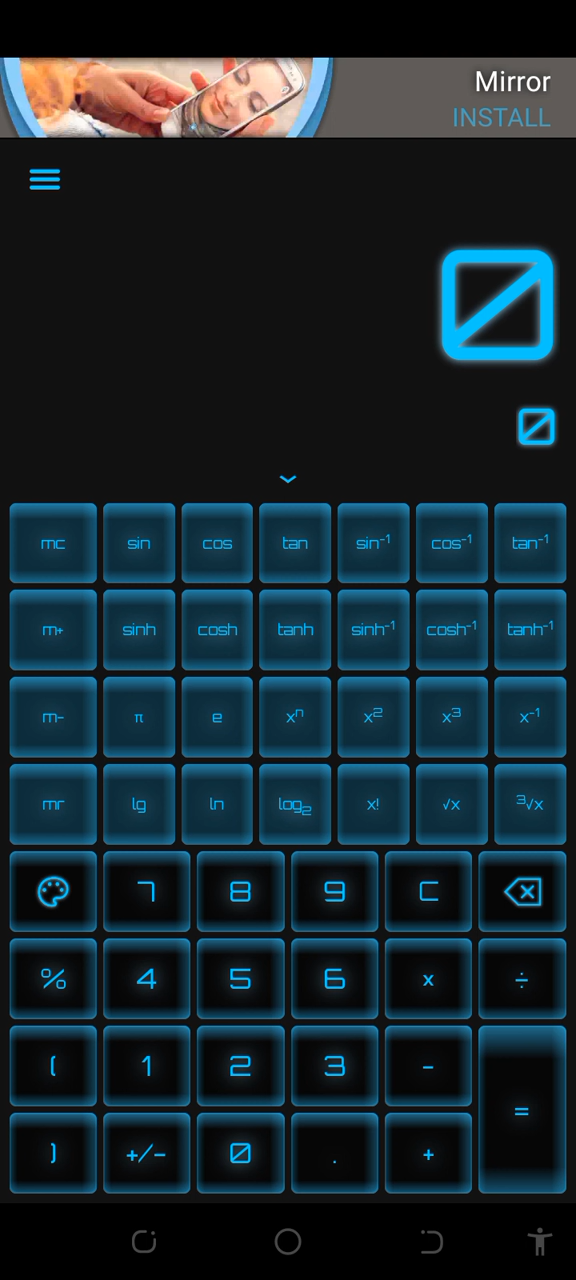 Mirror
INSTALL
0
0
mc sin cos tan sin⁻¹ cos⁻¹ tan⁻¹
m+ sinh cosh tanh sinh⁻¹ cosh⁻¹ tanh⁻¹
m- π e xⁿ x² x³ x⁻¹
mr lg ln log₂ x! √x ³√x
7 8 9 C
% 4 5 6 x ÷
( 1 2 3 - =
) +/- 0 . +